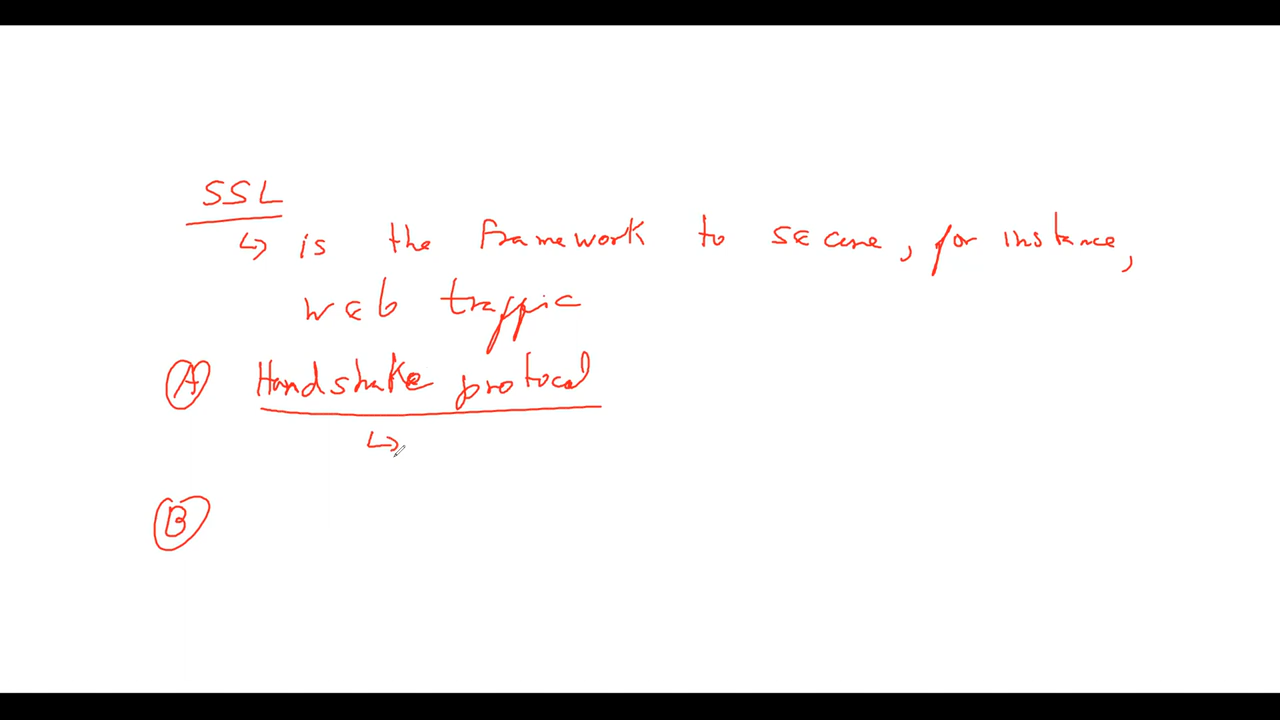 SSL
↳ is the framework to secure, for instance,
web traffic
A Handshake protocol
↳
B